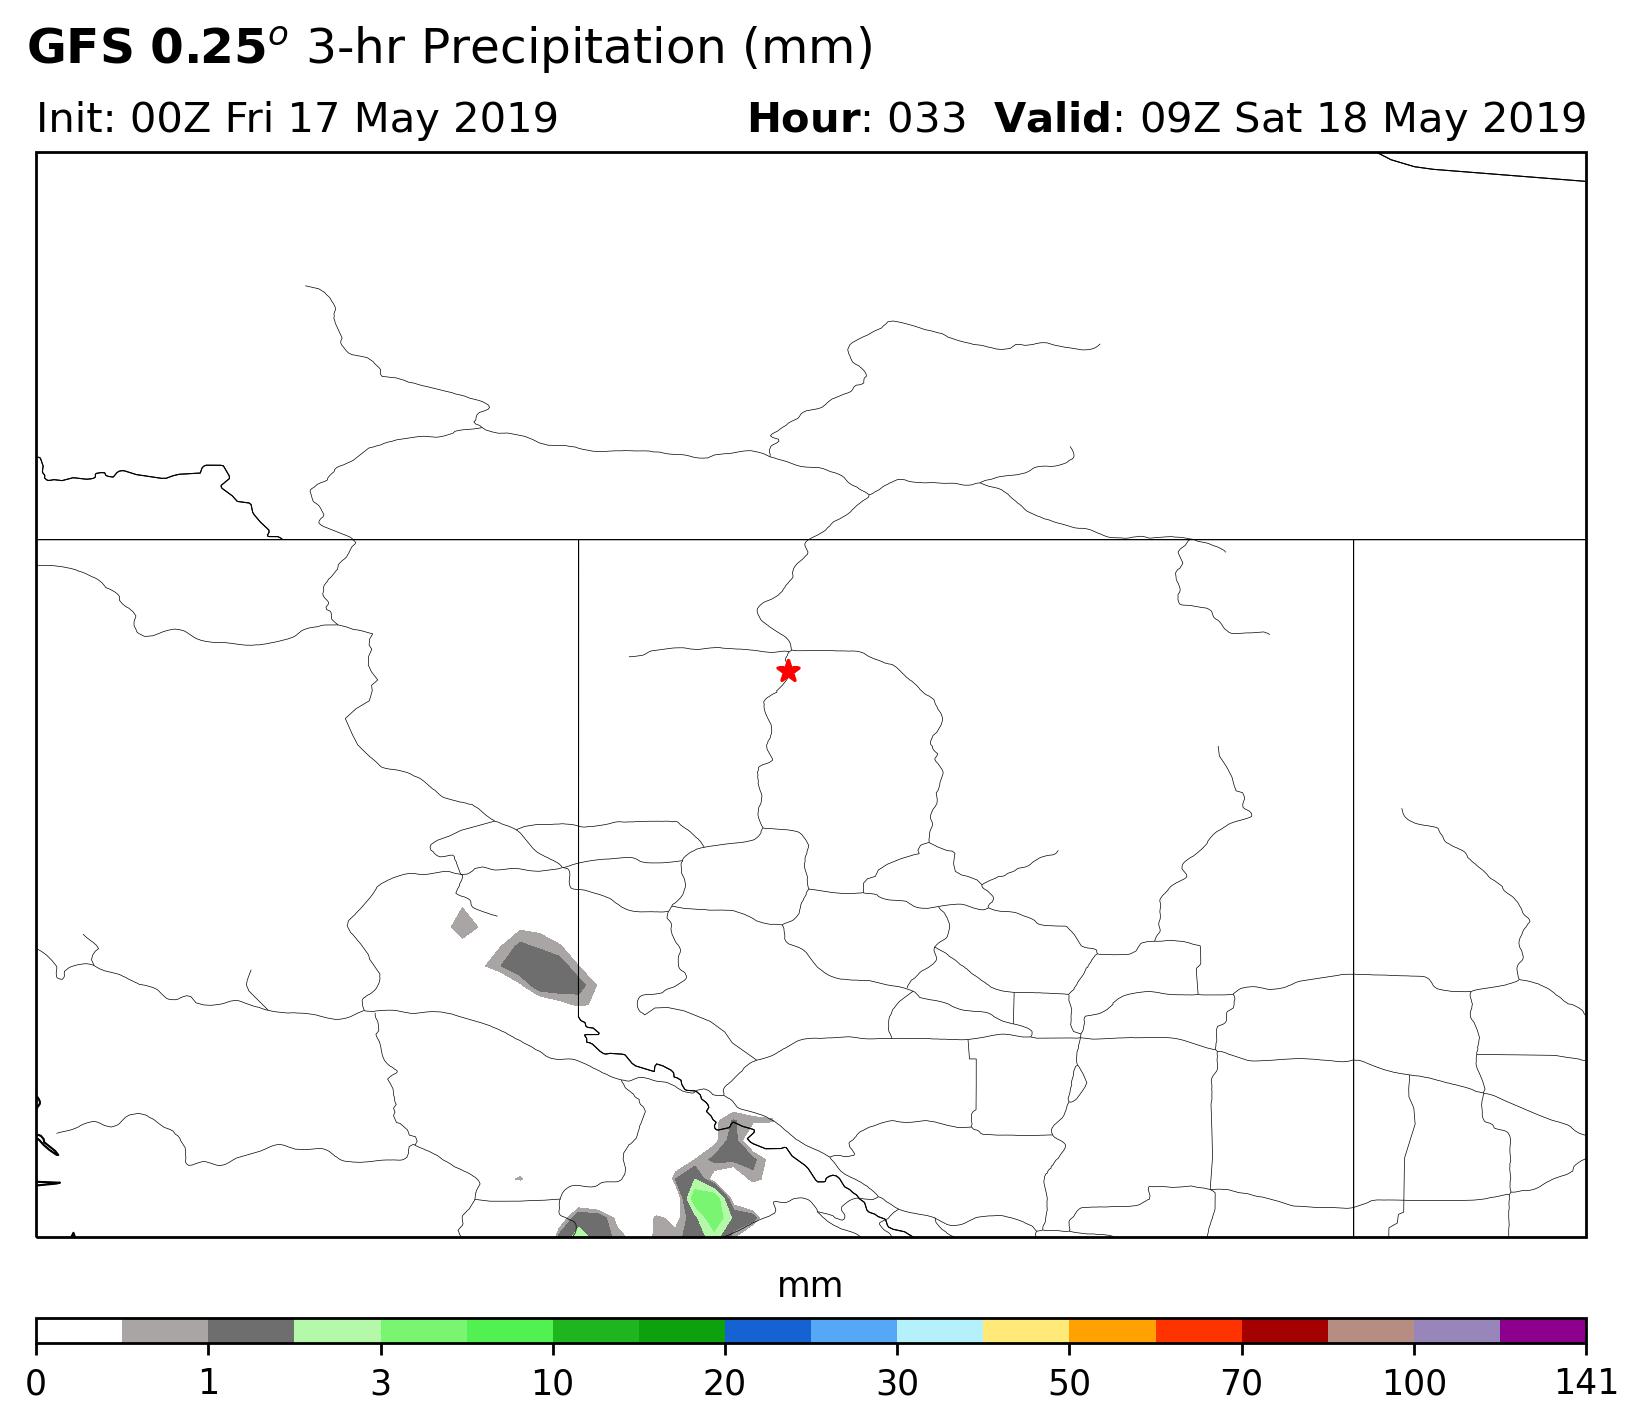 GFS 0.25° 3-hr Precipitation (mm)
Init: 00Z Fri 17 May 2019 Hour: 033 Valid: 09Z Sat 18 May 2019
mm
0 1 3 10 20 30 50 70 100 141